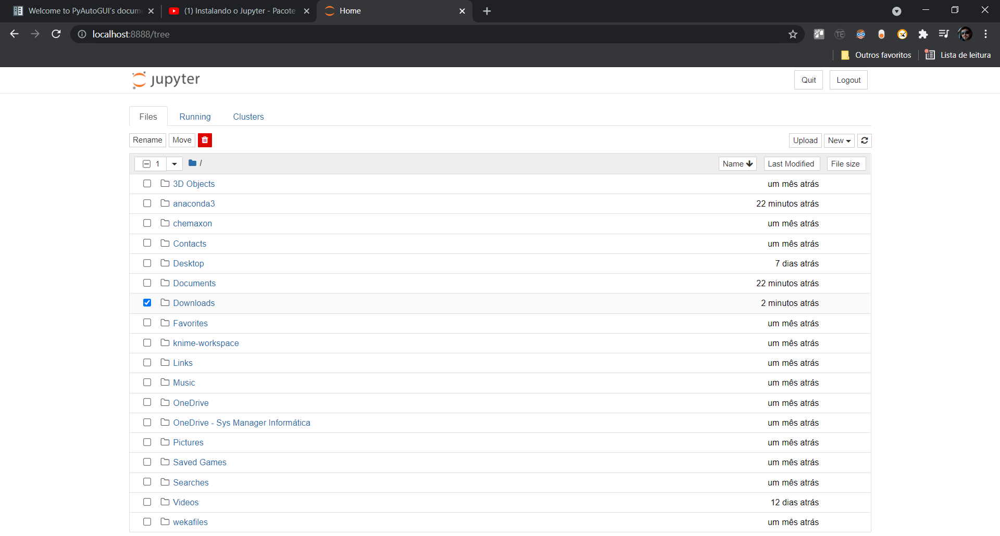 Welcome to PyAutoGUI's docum
(1) Instalando o Jupyter - Pacote
Home
localhost:8888/tree
TE
Outros favoritos
Lista de leitura
jupyter
Quit
Logout
Files
Running
Clusters
Rename
Move
Upload
New
1
/
Name
Last Modified
File size
3D Objects
um mês atrás
anaconda3
22 minutos atrás
chemaxon
um mês atrás
Contacts
um mês atrás
Desktop
7 dias atrás
Documents
22 minutos atrás
Downloads
2 minutos atrás
Favorites
um mês atrás
knime-workspace
um mês atrás
Links
um mês atrás
Music
um mês atrás
OneDrive
um mês atrás
OneDrive - Sys Manager Informática
um mês atrás
Pictures
um mês atrás
Saved Games
um mês atrás
Searches
um mês atrás
Videos
12 dias atrás
wekafiles
um mês atrás